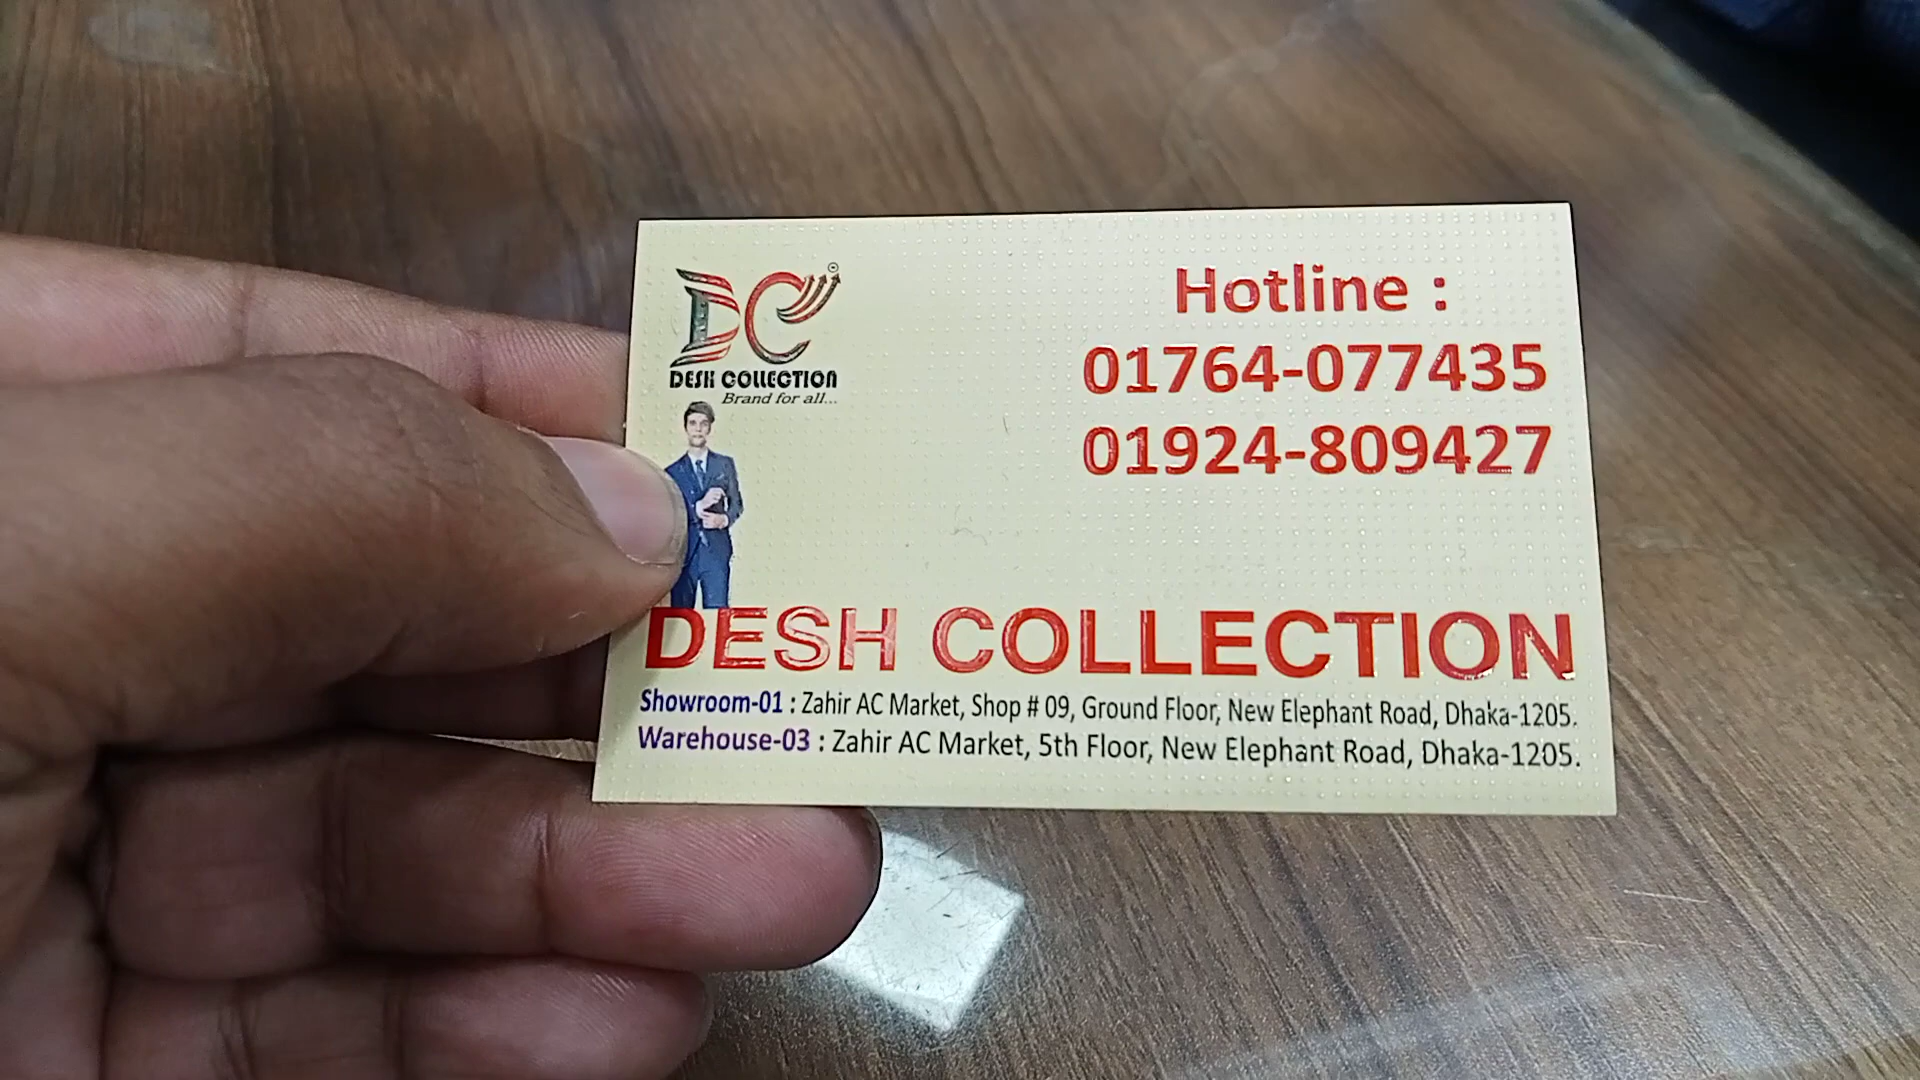 DC
DESH COLLECTION
Brand for all...
Hotline :
01764-077435
01924-809427
DESH COLLECTION
Showroom-01 : Zahir AC Market, Shop # 09, Ground Floor, New Elephant Road, Dhaka-1205.
Warehouse-03 : Zahir AC Market, 5th Floor, New Elephant Road, Dhaka-1205.